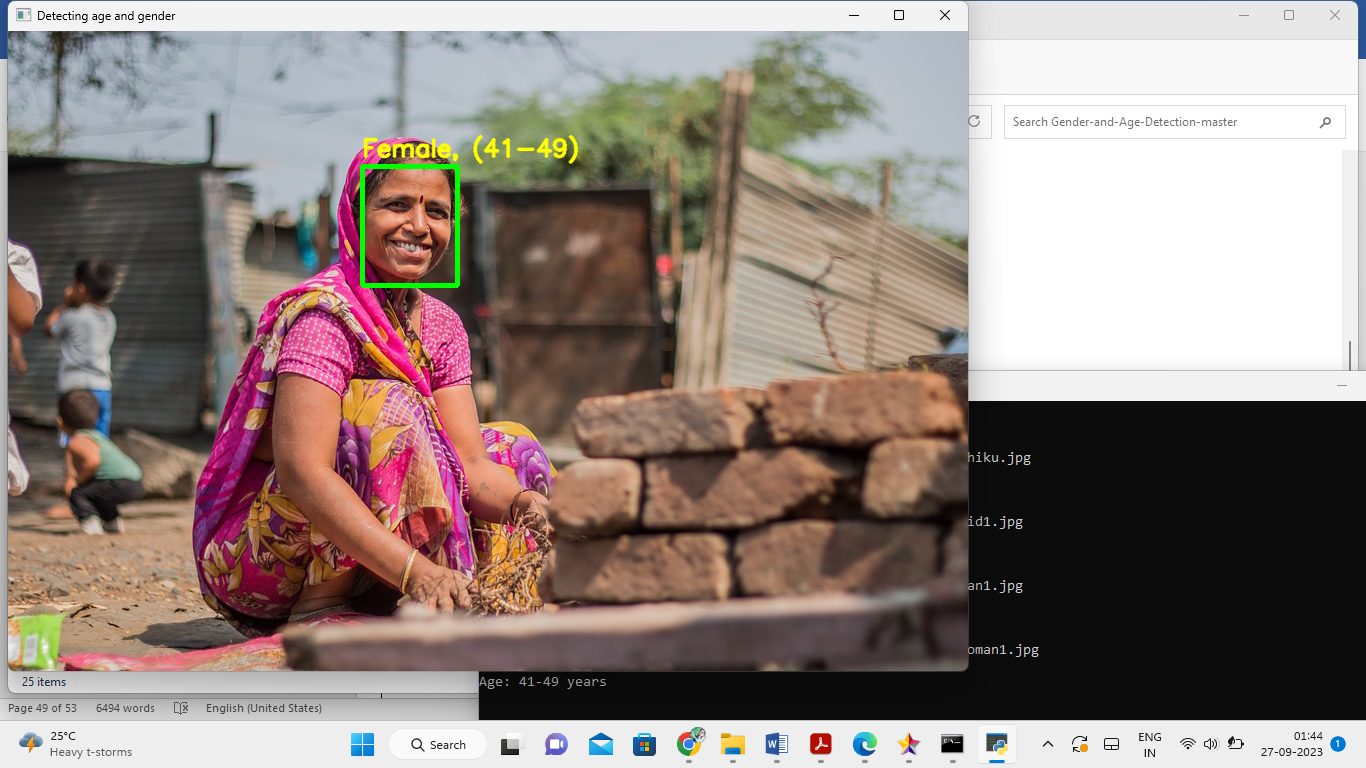 Detecting age and gender
Search Gender-and-Age-Detection-master
Female, (41-49)
hiku.jpg
id1.jpg
an1.jpg
oman1.jpg
Age: 41-49 years
25 items
Page 49 of 53 6494 words English (United States)
25°C
Heavy t-storms
Search
ENG
IN
01:44
27-09-2023
1